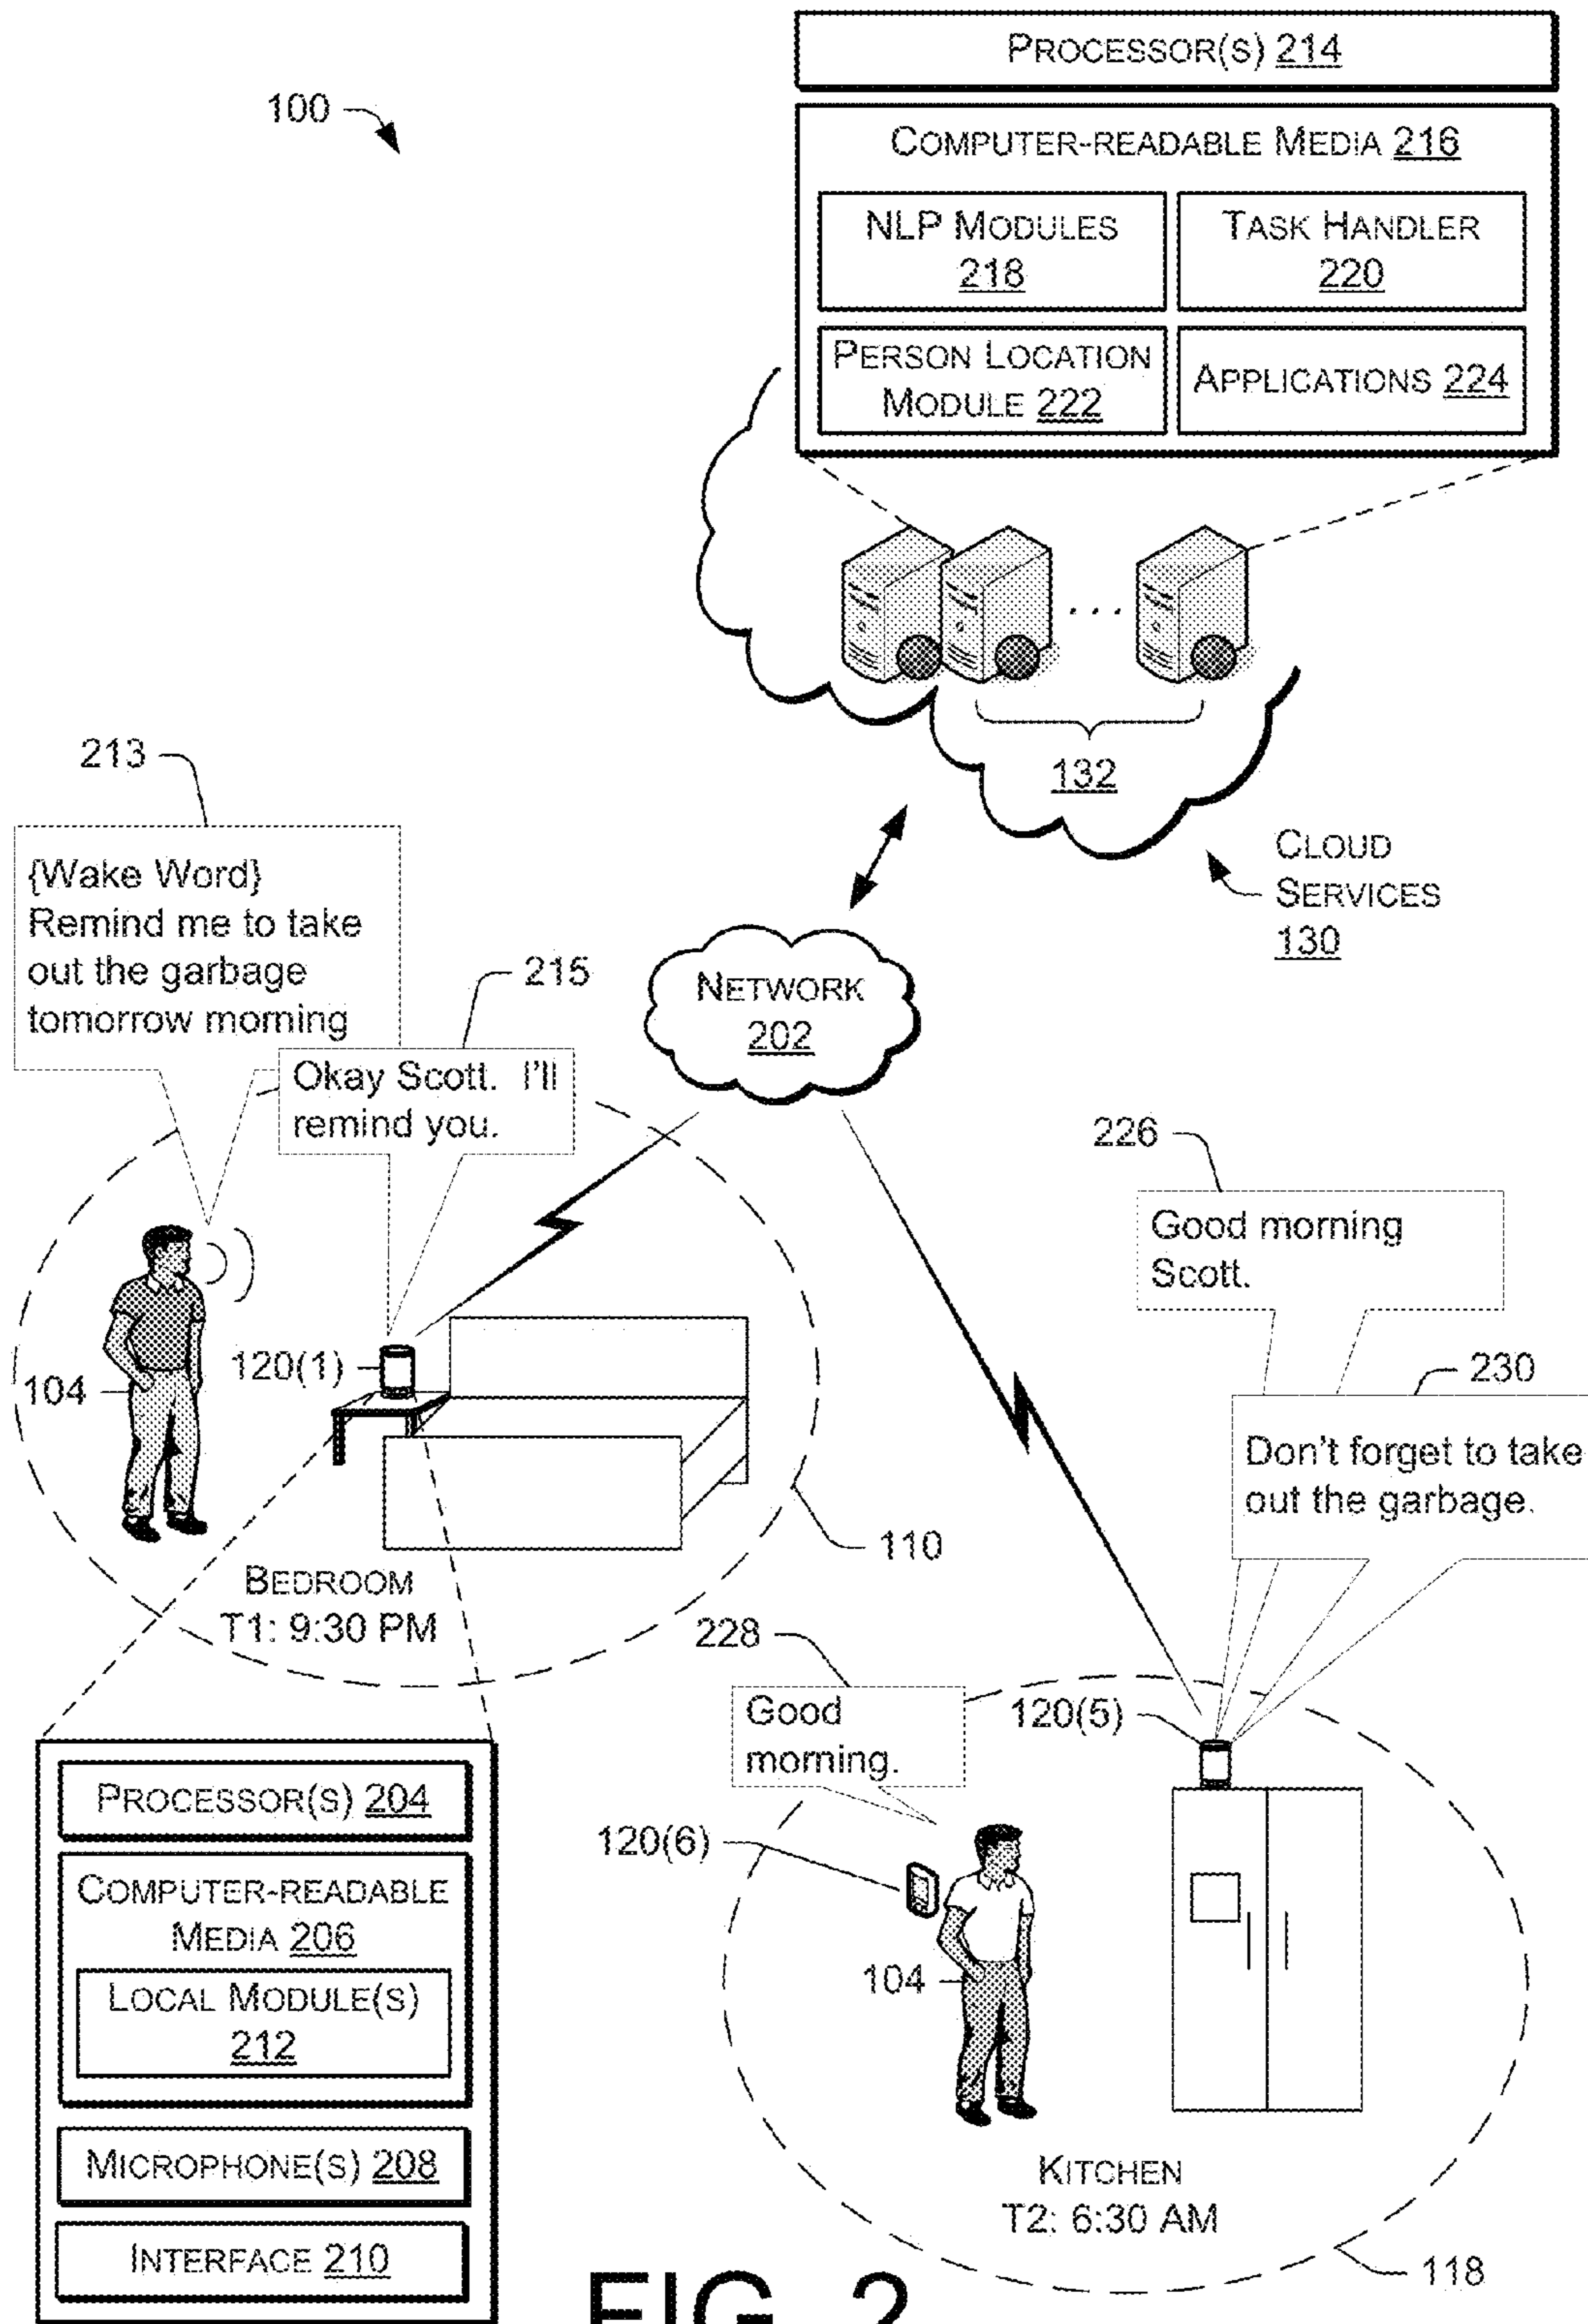 PROCESSOR(S) 214
100
COMPUTER-READABLE MEDIA 216
NLP MODULES
218
TASK HANDLER
220
PERSON LOCATION
MODULE 222
APPLICATIONS 224
132
CLOUD
SERVICES
130
213
{Wake Word}
Remind me to take
out the garbage
tomorrow morning
215
Okay Scott. I'll
remind you.
NETWORK
202
226
Good morning
Scott.
230
Don't forget to take
out the garbage.
104
120(1)
110
BEDROOM
T1: 9:30 PM
228
Good
morning.
120(5)
120(6)
104
KITCHEN
T2: 6:30 AM
118
PROCESSOR(S) 204
COMPUTER-READABLE
MEDIA 206
LOCAL MODULE(S)
212
MICROPHONE(S) 208
INTERFACE 210
FIG. 2